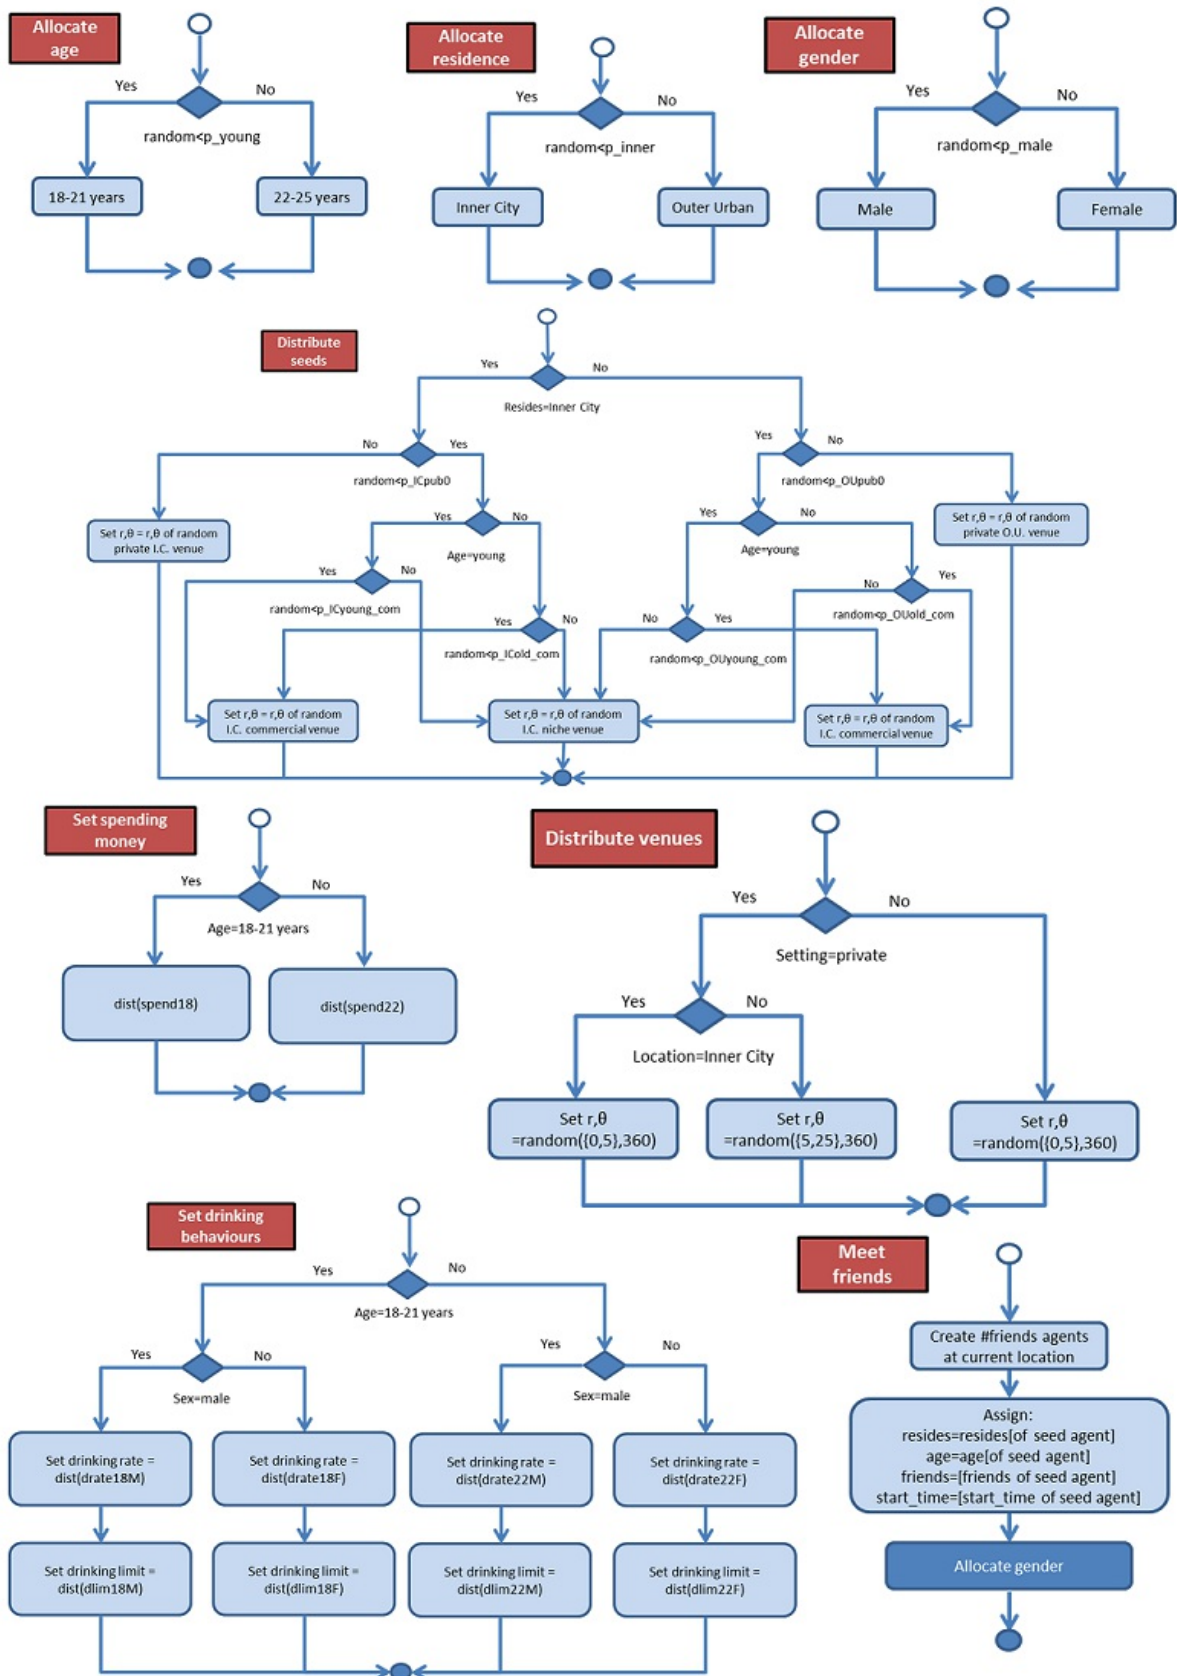 Allocate
age
Yes
No
random<p_young
18-21 years
22-25 years
Allocate
residence
Yes
No
random<p_inner
Inner City
Outer Urban
Allocate
gender
Yes
No
random<p_male
Male
Female
Distribute
seeds
Yes
No
Resides=Inner City
No
Yes
random<p_ICpub0
Yes
No
random<p_OUpub0
Set r,θ = r,θ of random
private I.C. venue
Yes
No
Age=young
Yes
No
Age=young
Set r,θ = r,θ of random
private O.U. venue
Yes
No
random<p_ICyoung_com
Yes
No
random<p_ICold_com
No
Yes
random<p_OUyoung_com
No
Yes
random<p_OUold_com
Set r,θ = r,θ of random
I.C. commercial venue
Set r,θ = r,θ of random
I.C. niche venue
Set r,θ = r,θ of random
I.C. commercial venue
Set spending
money
Yes
No
Age=18-21 years
dist(spend18)
dist(spend22)
Distribute venues
Yes
No
Setting=private
Yes
No
Location=Inner City
Set r,θ
=random({0,5},360)
Set r,θ
=random({5,25},360)
Set r,θ
=random({0,5},360)
Set drinking
behaviours
Yes
No
Age=18-21 years
Yes
No
Sex=male
Yes
No
Sex=male
Set drinking rate =
dist(drate18M)
Set drinking rate =
dist(drate18F)
Set drinking rate =
dist(drate22M)
Set drinking rate =
dist(drate22F)
Set drinking limit =
dist(dlim18M)
Set drinking limit =
dist(dlim18F)
Set drinking limit =
dist(dlim22M)
Set drinking limit =
dist(dlim22F)
Meet
friends
Create #friends agents
at current location
Assign:
resides=resides[of seed agent]
age=age[of seed agent]
friends=[friends of seed agent]
start_time=[start_time of seed agent]
Allocate gender